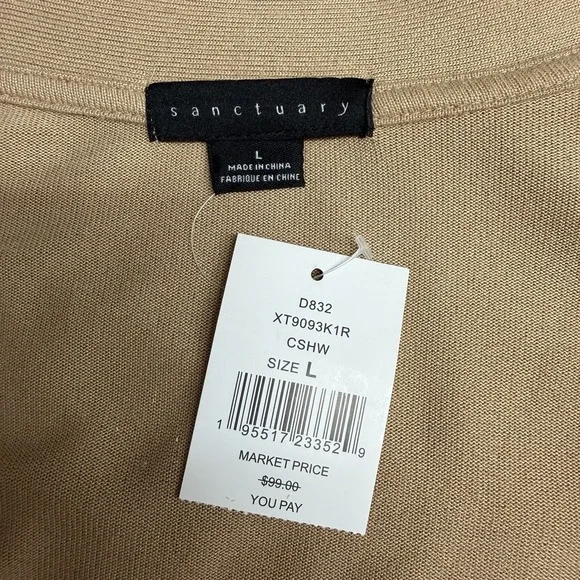 sanctuary
L
MADE IN CHINA
FABRIQUE EN CHINE
D832
XT9093K1R
CSHW
SIZE L
1 95517 23352 9
MARKET PRICE
$99.00
YOU PAY